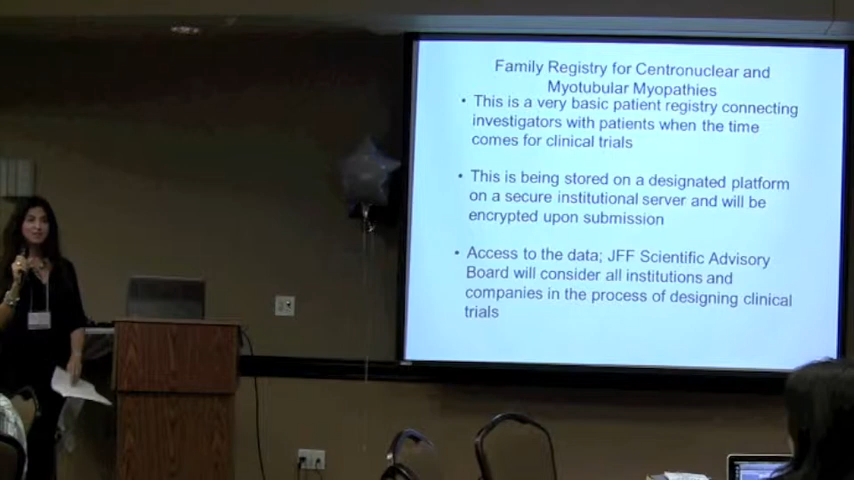 Family Registry for Centronuclear and
Myotubular Myopathies
• This is a very basic patient registry connecting
investigators with patients when the time
comes for clinical trials
• This is being stored on a designated platform
on a secure institutional server and will be
encrypted upon submission
• Access to the data; JFF Scientific Advisory
Board will consider all institutions and
companies in the process of designing clinical
trials